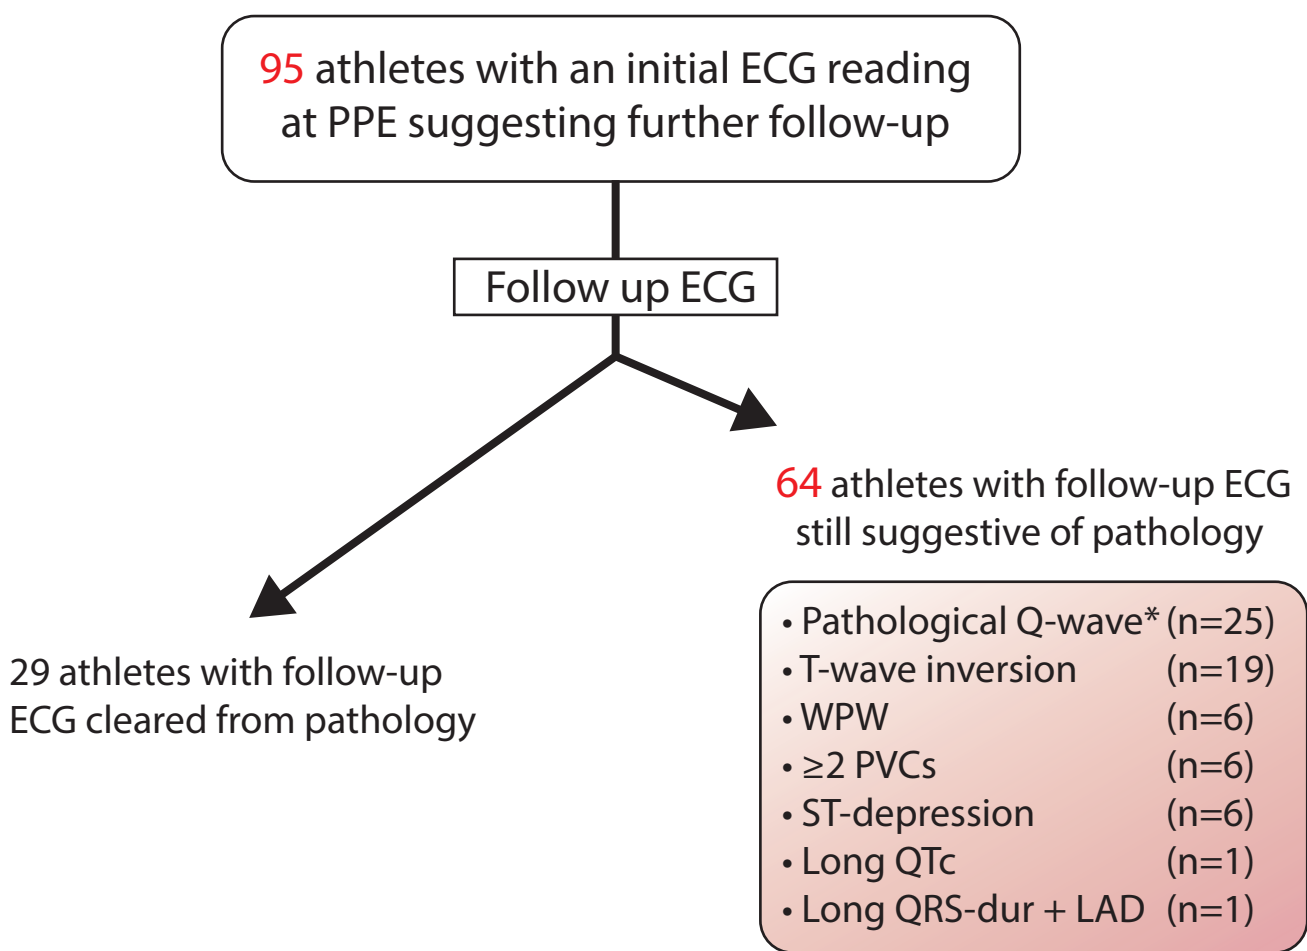 95 athletes with an initial ECG reading
at PPE suggesting further follow-up
Follow up ECG
64 athletes with follow-up ECG
still suggestive of pathology
29 athletes with follow-up
ECG cleared from pathology
• Pathological Q-wave* (n=25)
• T-wave inversion (n=19)
• WPW (n=6)
• ≥2 PVCs (n=6)
• ST-depression (n=6)
• Long QTc (n=1)
• Long QRS-dur + LAD (n=1)